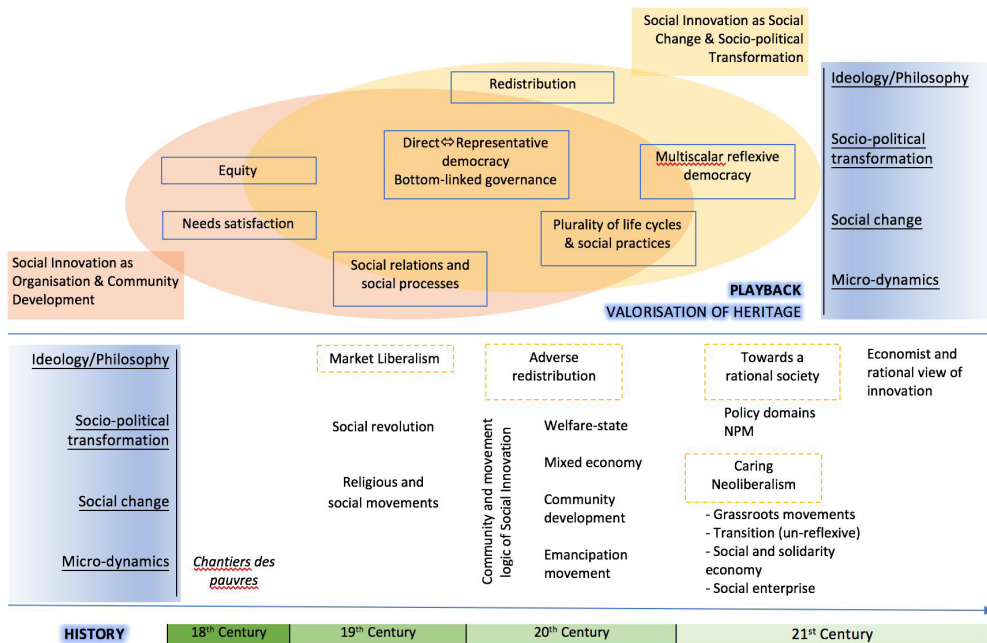 Social Innovation as Social
Change & Socio-political
Transformation
Ideology/Philosophy
Redistribution
Direct⇔Representative
democracy
Bottom-linked governance
Socio-political
transformation
Multiscalar reflexive
democracy
Equity
Needs satisfaction
Plurality of life cycles
& social practices
Social change
Social Innovation as
Organisation & Community
Development
Social relations and
social processes
Micro-dynamics
PLAYBACK
VALORISATION OF HERITAGE
Ideology/Philosophy
Market Liberalism
Adverse
redistribution
Towards a
rational society
Economist and
rational view of
innovation
Socio-political
transformation
Social revolution
Community and movement
logic of Social Innovation
Welfare-state
Policy domains
NPM
Mixed economy
Caring
Neoliberalism
Social change
Religious and
social movements
Community
development
- Grassroots movements
- Transition (un-reflexive)
- Social and solidarity
economy
- Social enterprise
Micro-dynamics
Chantiers des
pauvres
Emancipation
movement
HISTORY
18th Century
19th Century
20th Century
21st Century